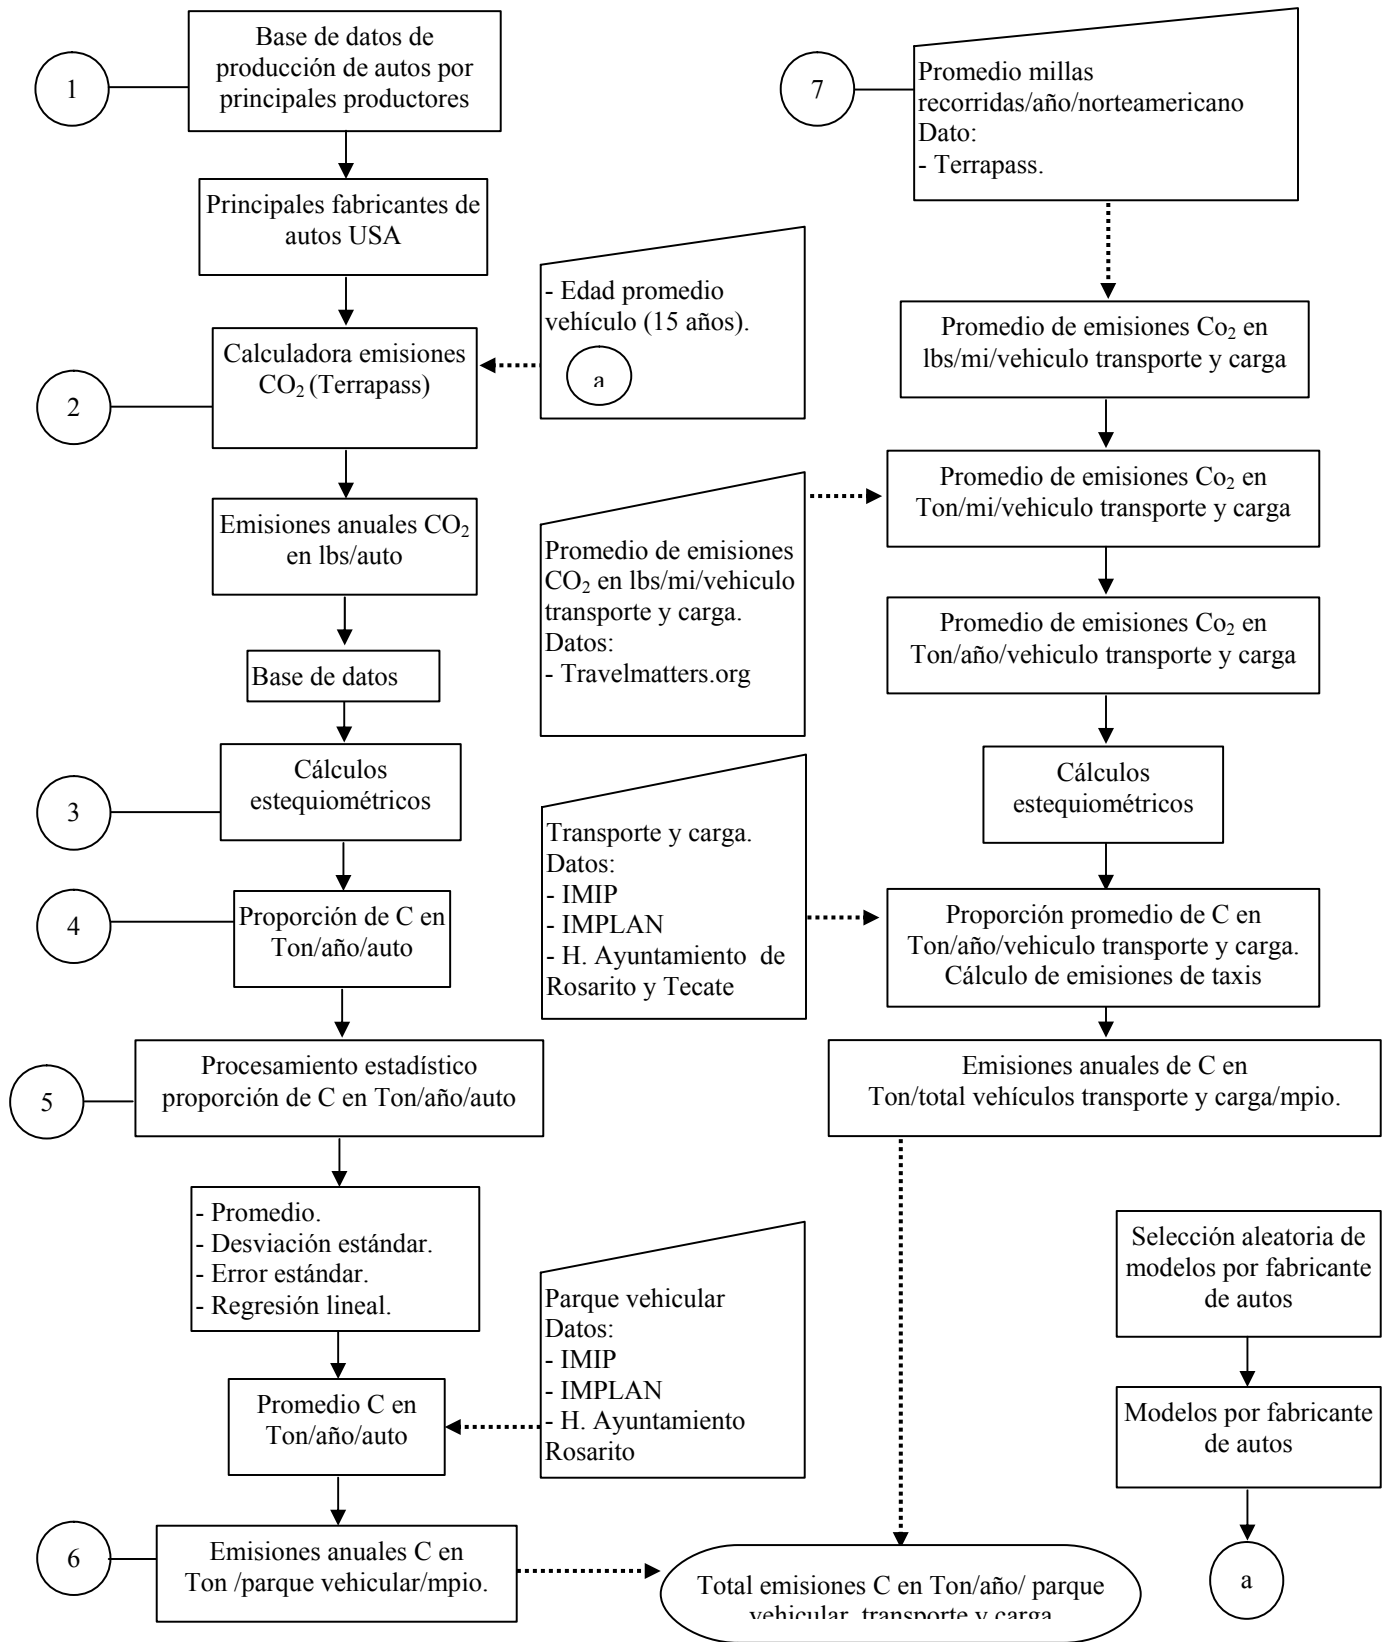 1
Base de datos de
producción de autos por
principales productores
Principales fabricantes de
autos USA
- Edad promedio
vehículo (15 años).
a
2
Calculadora emisiones
CO₂ (Terrapass)
Emisiones anuales CO₂
en lbs/auto
Base de datos
3
Cálculos
estequiométricos
4
Proporción de C en
Ton/año/auto
5
Procesamiento estadístico
proporción de C en Ton/año/auto
- Promedio.
- Desviación estándar.
- Error estándar.
- Regresión lineal.
Parque vehicular
Datos:
- IMIP
- IMPLAN
- H. Ayuntamiento
Rosarito
Promedio C en
Ton/año/auto
6
Emisiones anuales C en
Ton /parque vehicular/mpio.
7
Promedio millas
recorridas/año/norteamericano
Dato:
- Terrapass.
Promedio de emisiones Co₂ en
lbs/mi/vehiculo transporte y carga
Promedio de emisiones
CO₂ en lbs/mi/vehiculo
transporte y carga.
Datos:
- Travelmatters.org
Promedio de emisiones Co₂ en
Ton/mi/vehiculo transporte y carga
Promedio de emisiones Co₂ en
Ton/año/vehiculo transporte y carga
Cálculos
estequiométricos
Transporte y carga.
Datos:
- IMIP
- IMPLAN
- H. Ayuntamiento de
Rosarito y Tecate
Proporción promedio de C en
Ton/año/vehiculo transporte y carga.
Cálculo de emisiones de taxis
Emisiones anuales de C en
Ton/total vehículos transporte y carga/mpio.
Selección aleatoria de
modelos por fabricante
de autos
Modelos por fabricante
de autos
a
Total emisiones C en Ton/año/ parque
vehicular, transporte y carga